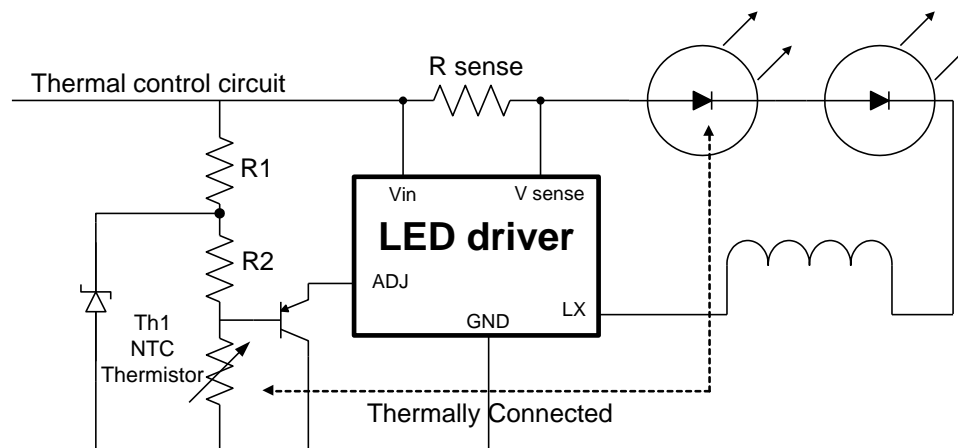 Thermal control circuit
R sense
R1
Vin
V sense
LED driver
R2
ADJ
LX
GND
Th1
NTC
Thermistor
Thermally Connected